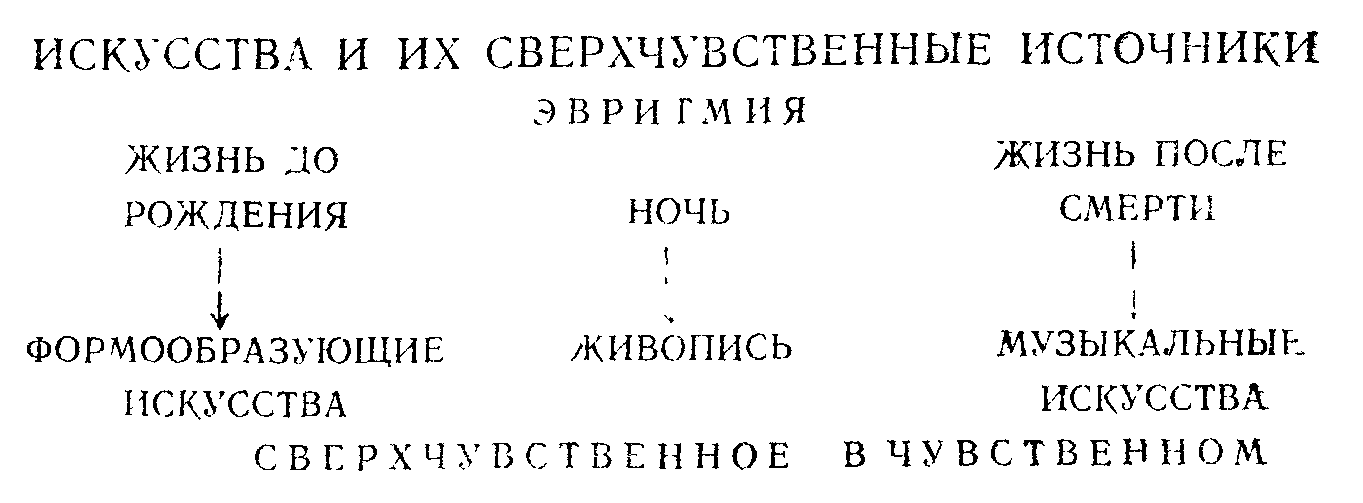 ИСКУССТВА И ИХ СВЕРХЧУВСТВЕННЫЕ ИСТОЧНИКИ
ЭВРИТМИЯ
ЖИЗНЬ ДО
РОЖДЕНИЯ
НОЧЬ
ЖИЗНЬ ПОСЛЕ
СМЕРТИ
ФОРМООБРАЗУЮЩИЕ
ИСКУССТВА
ЖИВОПИСЬ
МУЗЫКАЛЬНЫЕ
ИСКУССТВА
СВЕРХЧУВСТВЕННОЕ В ЧУВСТВЕННОМ